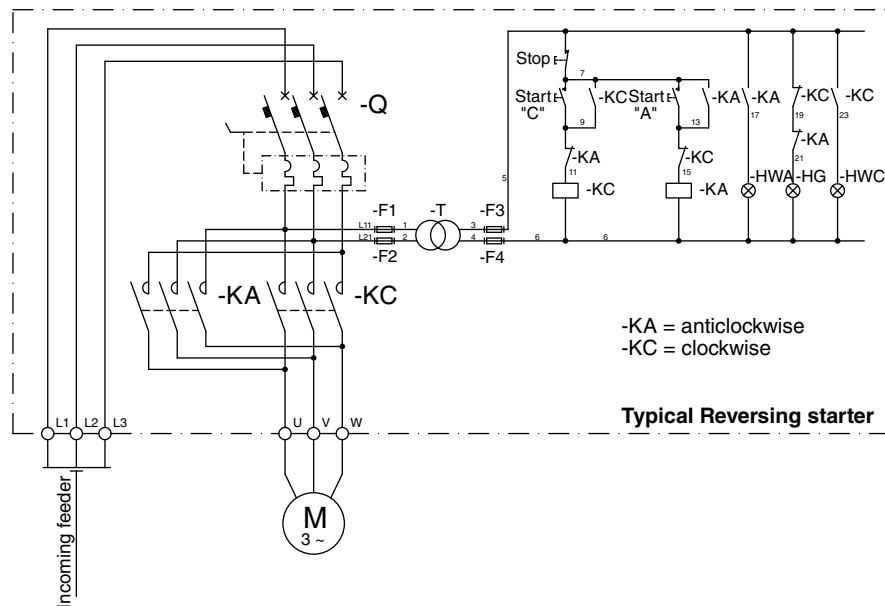 -Q
Stop
7
Start
"C"
-KC
Start
"A"
-KA
-KA
-KC
-KC
9
13
17
19
23
-KA
-KC
-KA
11
15
21
-KC
-KA
-HWA
-HG
-HWC
5
-F1
-T
-F3
L11
1
3
L21
2
4
6
6
-F2
-F4
-KA
-KC
-KA = anticlockwise
-KC = clockwise
Typical Reversing starter
L1
L2
L3
U
V
W
M
3 ~
Incoming feeder